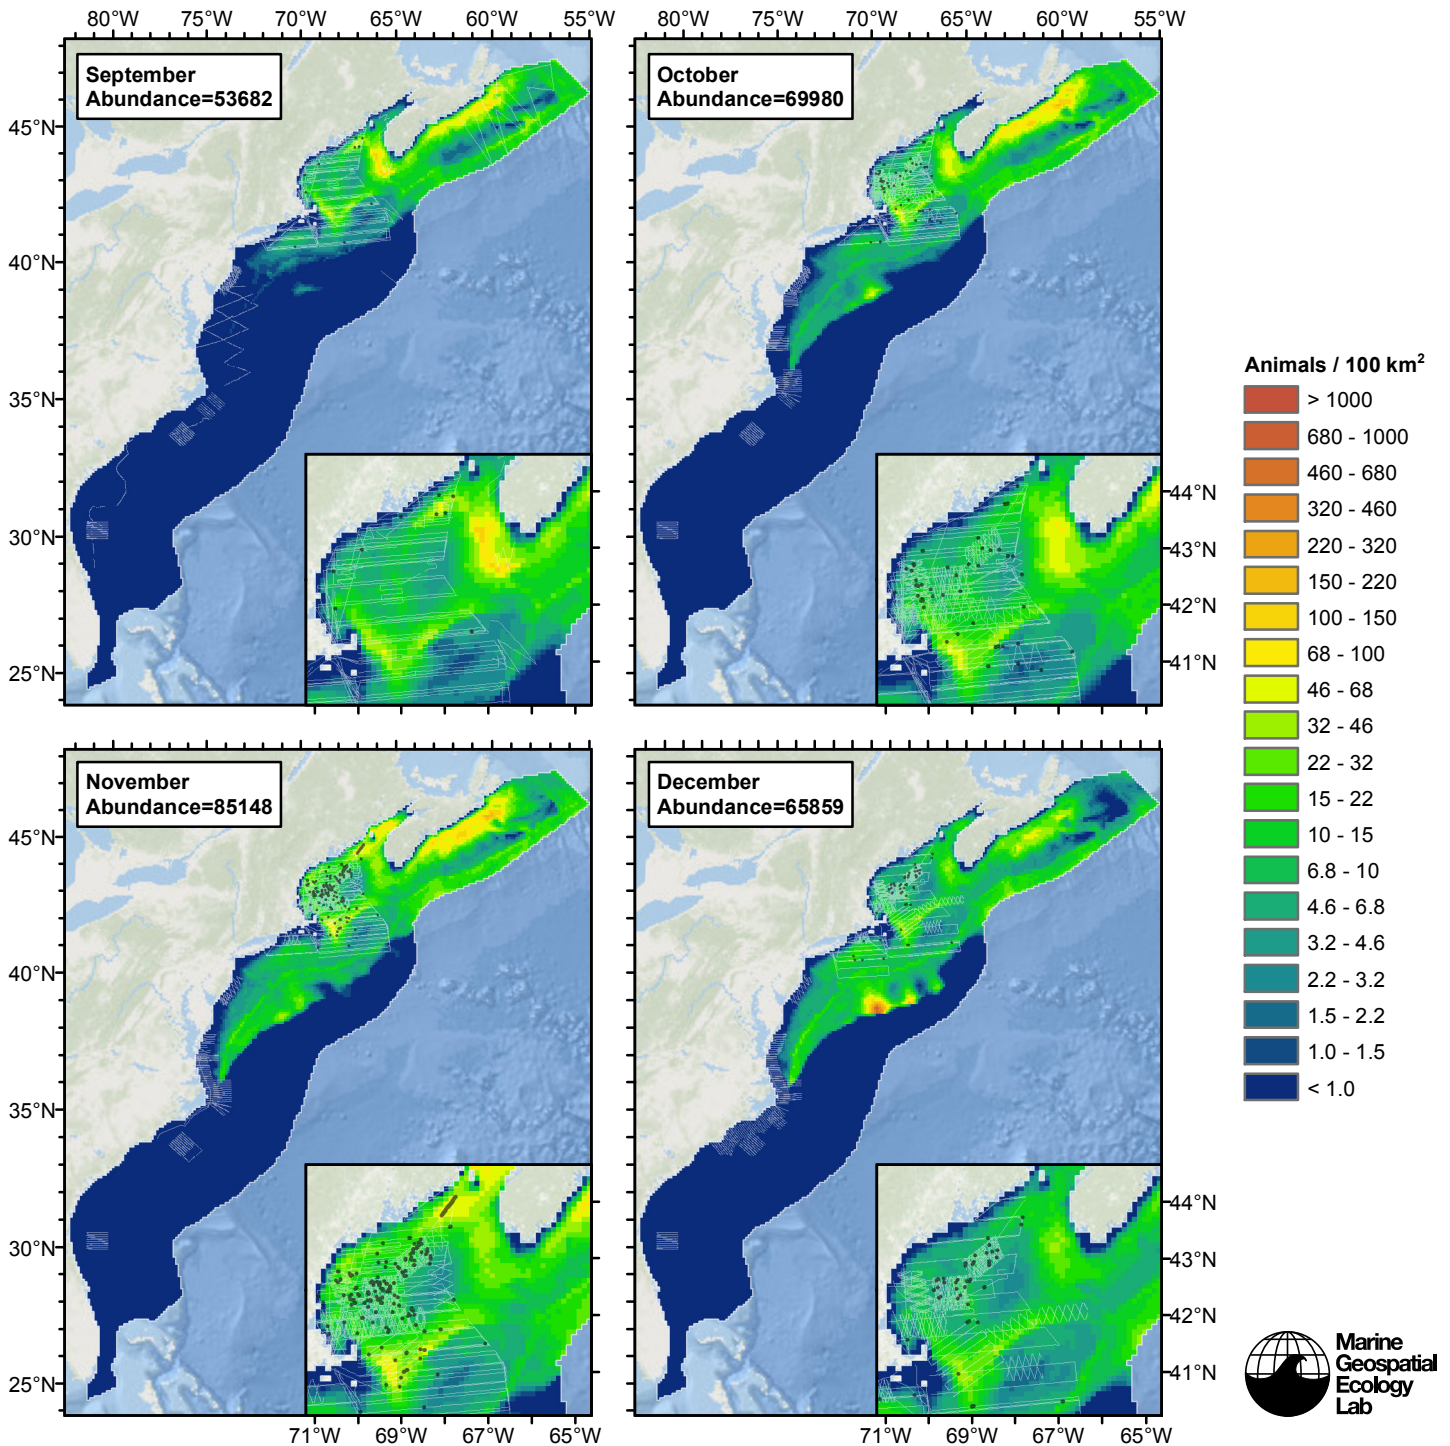 80°W 75°W 70°W 65°W 60°W 55°W
80°W 75°W 70°W 65°W 60°W 55°W
September
Abundance=53682
October
Abundance=69980
45°N
40°N
35°N
30°N
25°N
44°N
43°N
42°N
41°N
Animals / 100 km²
> 1000
680 - 1000
460 - 680
320 - 460
220 - 320
150 - 220
100 - 150
68 - 100
46 - 68
32 - 46
22 - 32
15 - 22
10 - 15
6.8 - 10
4.6 - 6.8
3.2 - 4.6
2.2 - 3.2
1.5 - 2.2
1.0 - 1.5
< 1.0
November
Abundance=85148
December
Abundance=65859
45°N
40°N
35°N
30°N
25°N
44°N
43°N
42°N
41°N
71°W 69°W 67°W 65°W
71°W 69°W 67°W 65°W
Marine
Geospatial
Ecology
Lab